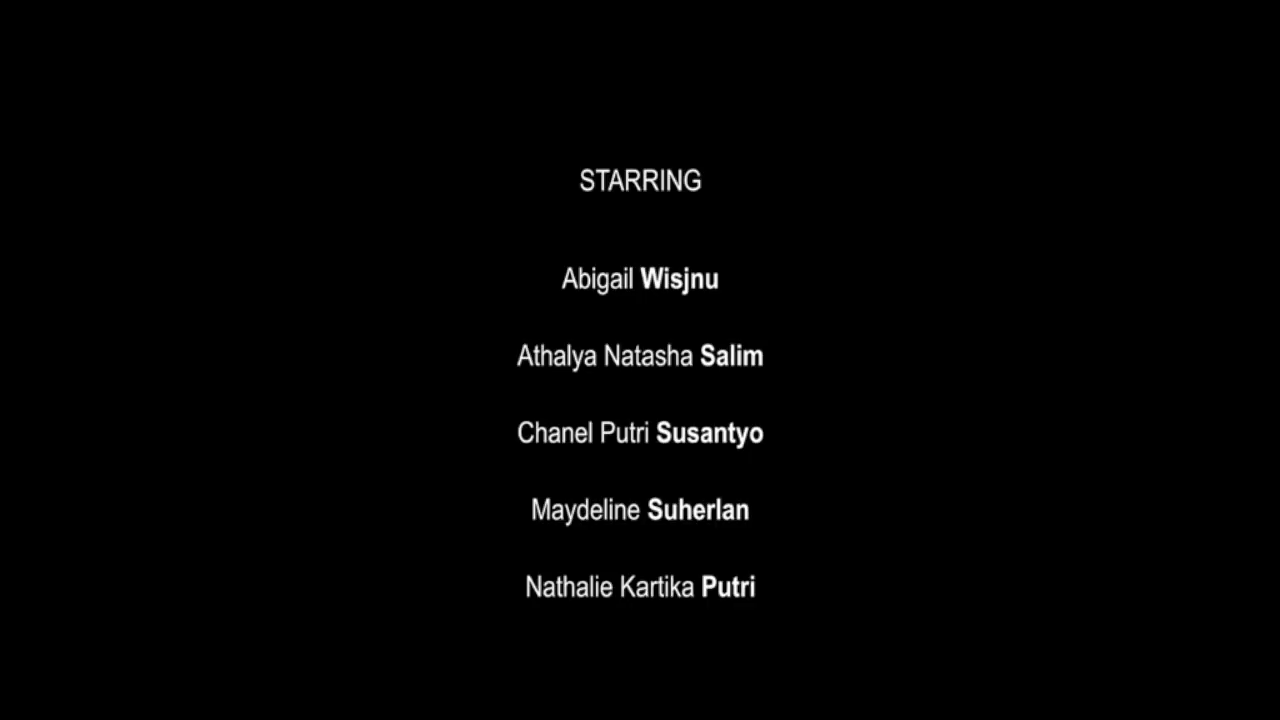 STARRING
Abigail Wisjnu
Athalya Natasha Salim
Chanel Putri Susantyo
Maydeline Suherlan
Nathalie Kartika Putri